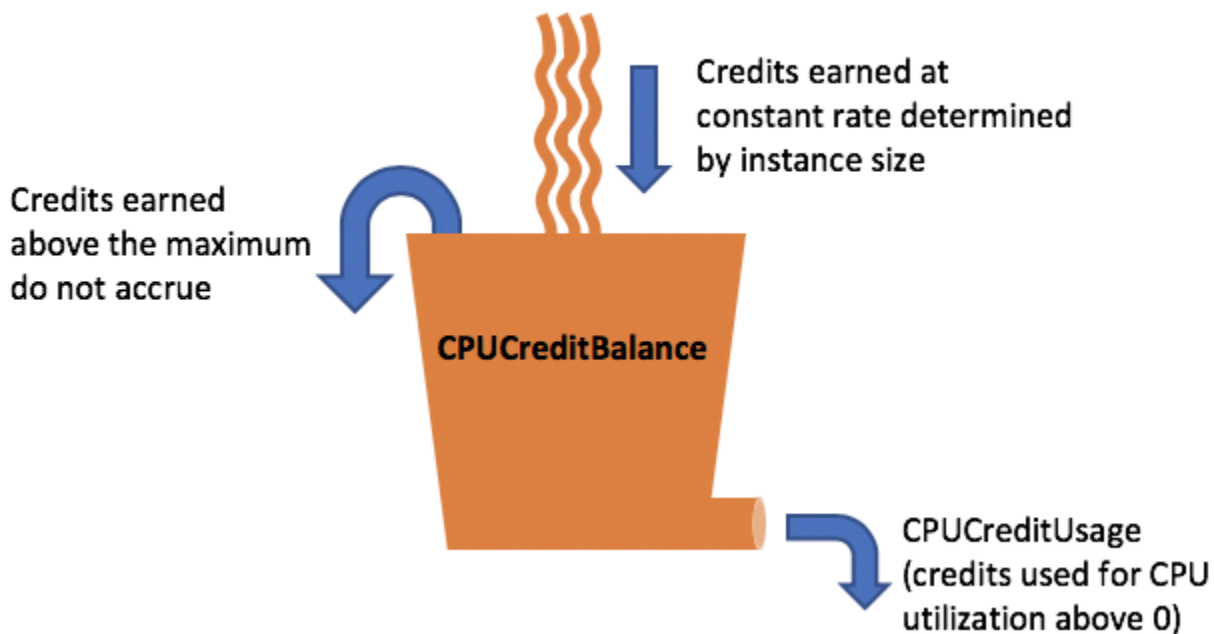 Credits earned at
constant rate determined
by instance size
Credits earned
above the maximum
do not accrue
CPUCreditBalance
CPUCreditUsage
(credits used for CPU
utilization above 0)